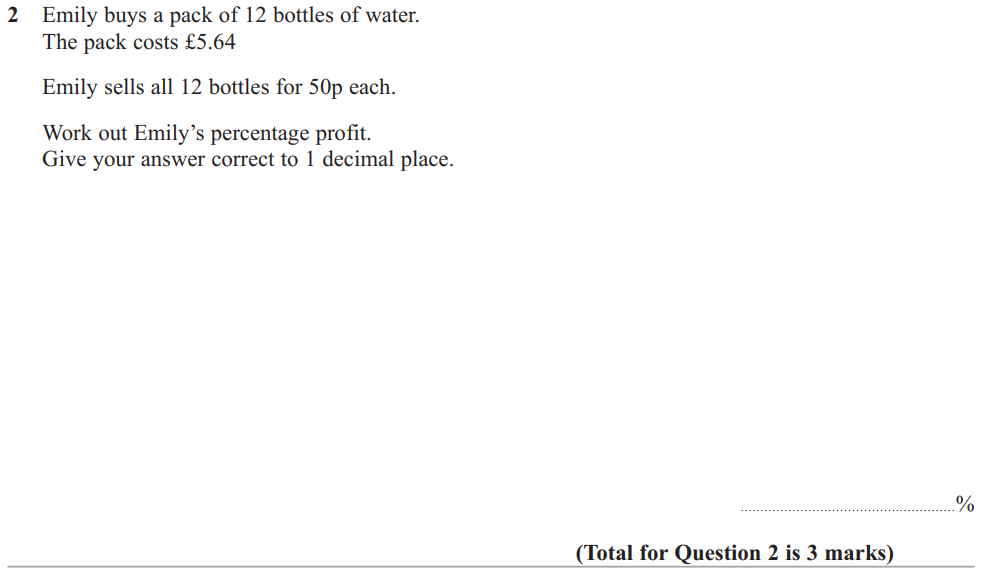 2 Emily buys a pack of 12 bottles of water.
The pack costs £5.64
Emily sells all 12 bottles for 50p each.
Work out Emily’s percentage profit.
Give your answer correct to 1 decimal place.
......................................................%
(Total for Question 2 is 3 marks)